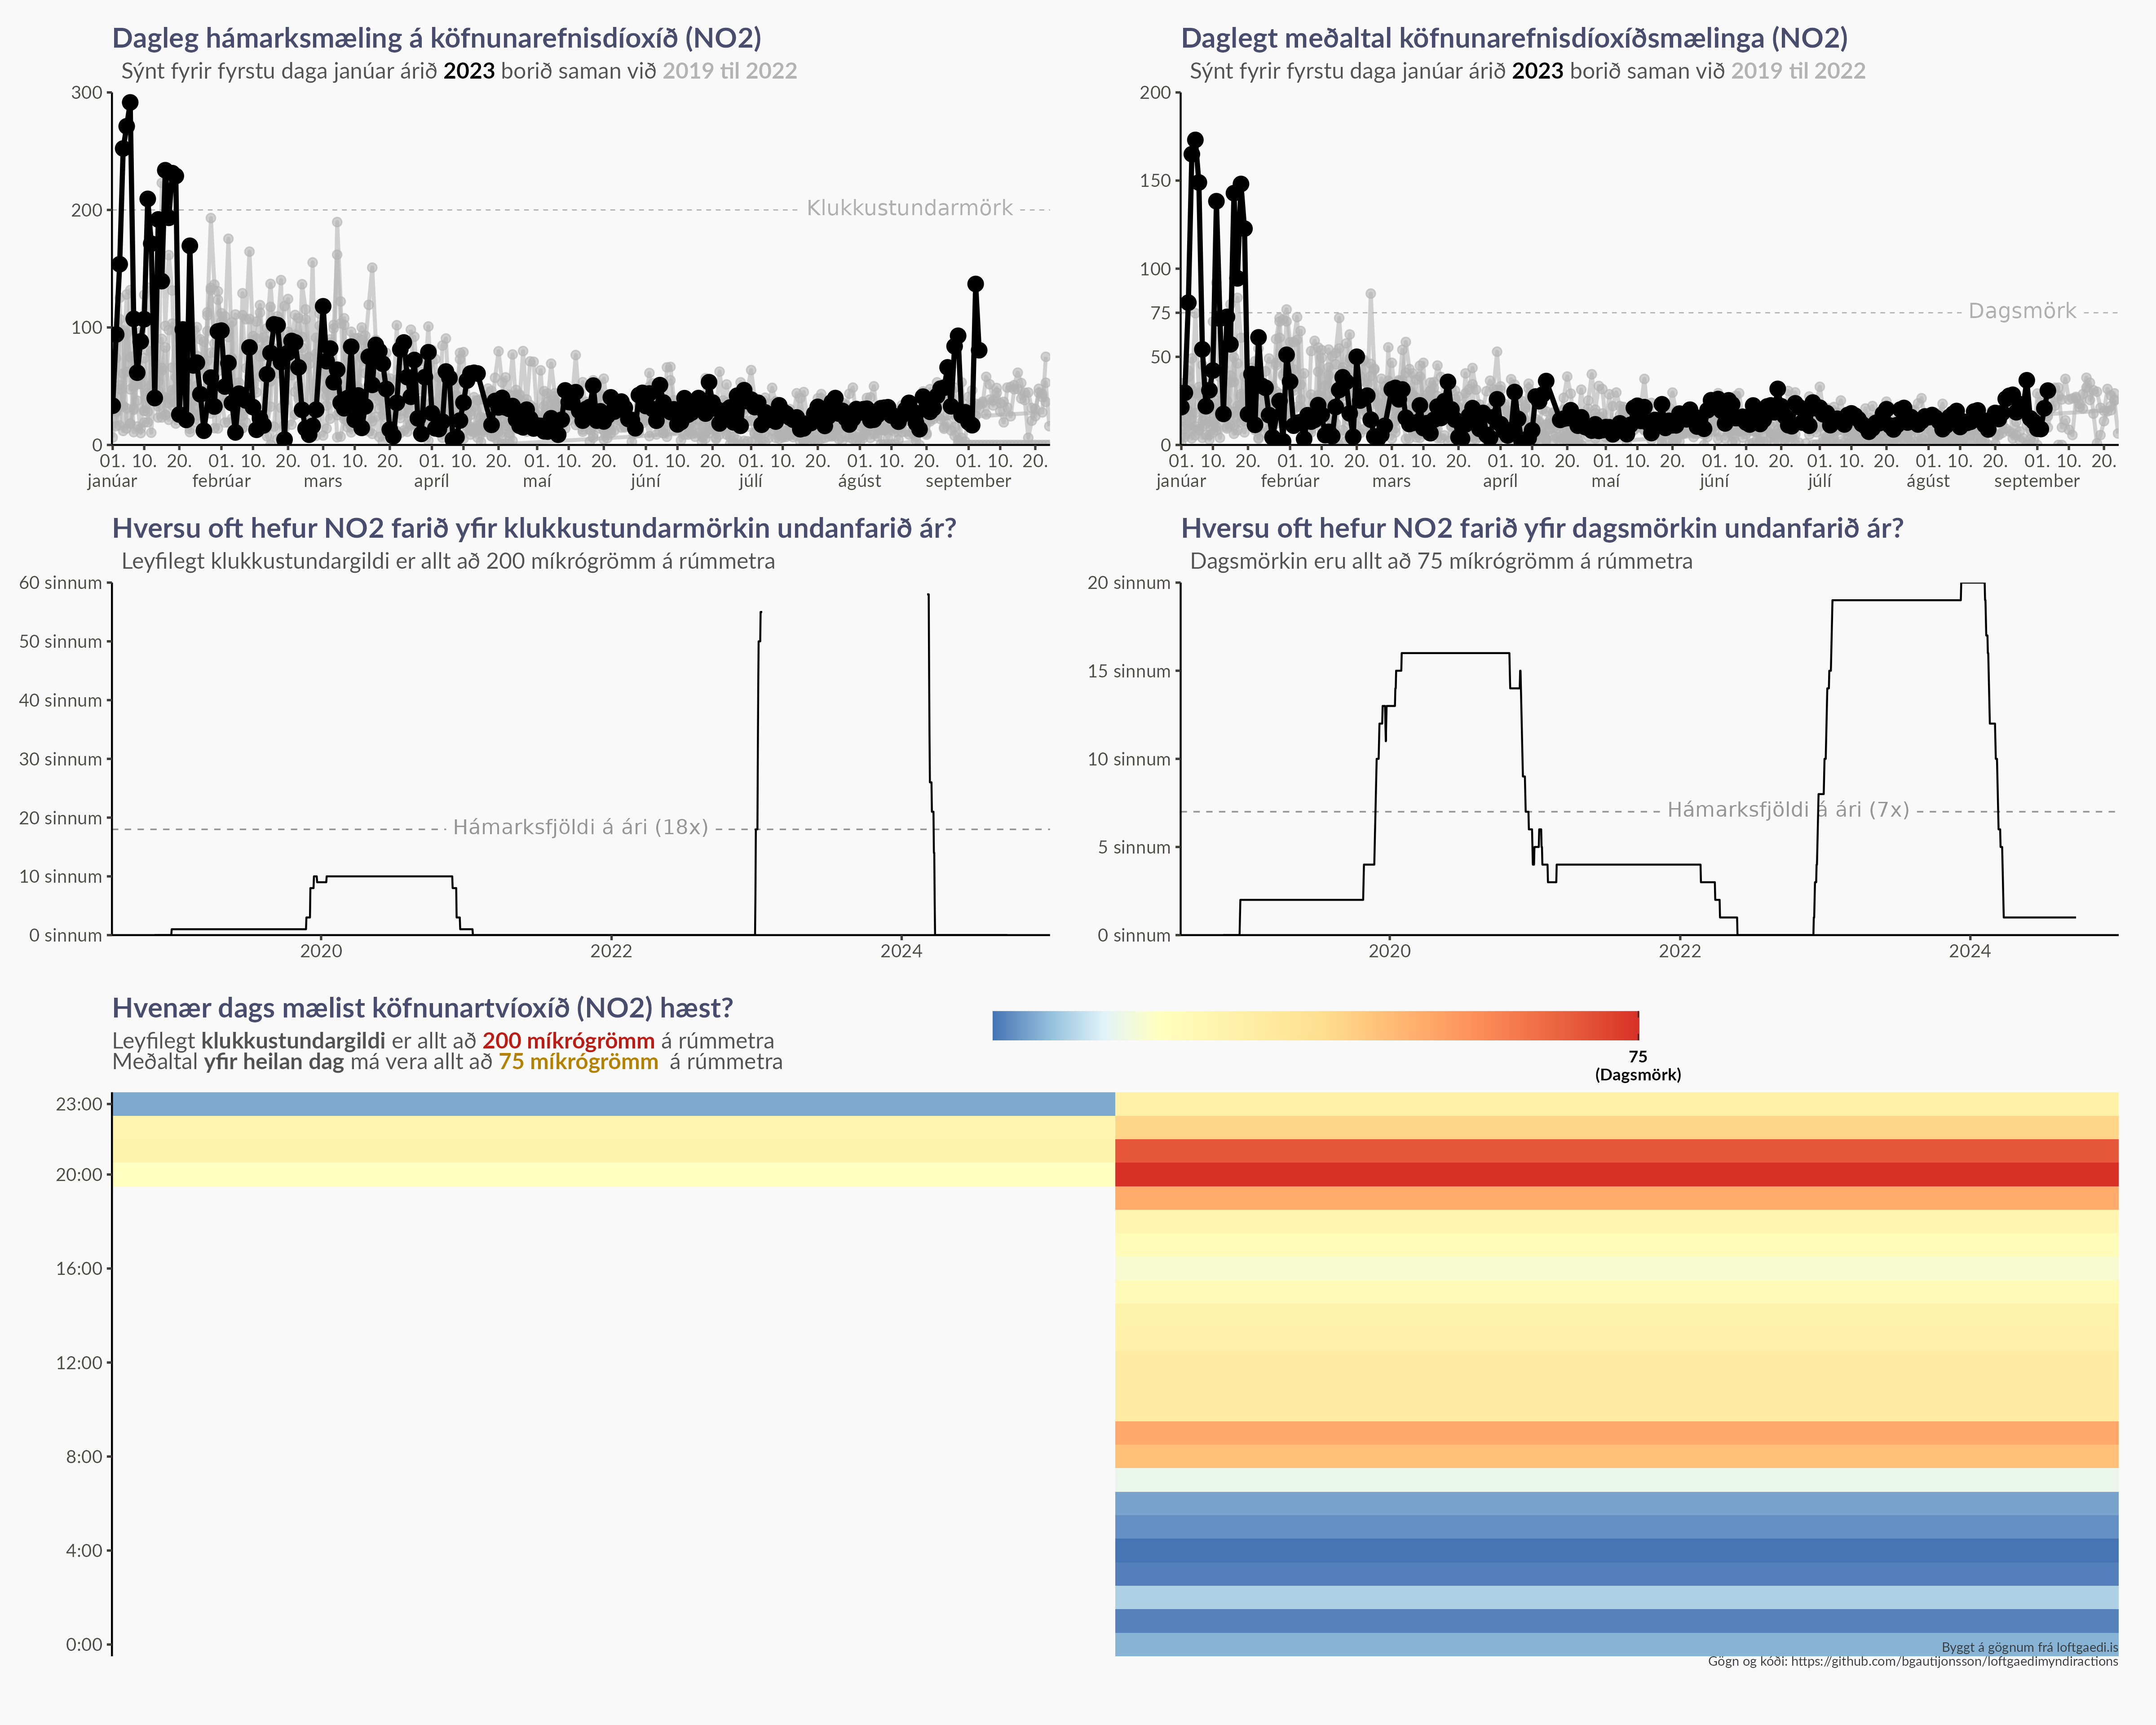 Dagleg hámarksmæling á köfnunarefnisdíoxíð (NO2)
Sýnt fyrir fyrstu daga janúar árið 2023 borið saman við 2019 til 2022
300
200
100
0
Klukkustundarmörk
01. 10. 20. 01. 10. 20. 01. 10. 20. 01. 10. 20. 01. 10. 20. 01. 10. 20. 01. 10. 20. 01. 10. 20. 01. 10. 20.
janúar febrúar mars apríl maí júní júlí ágúst september
Daglegt meðaltal köfnunarefnisdíoxíðsmælinga (NO2)
Sýnt fyrir fyrstu daga janúar árið 2023 borið saman við 2019 til 2022
200
150
100
75
50
0
Dagsmörk
01. 10. 20. 01. 10. 20. 01. 10. 20. 01. 10. 20. 01. 10. 20. 01. 10. 20. 01. 10. 20. 01. 10. 20. 01. 10. 20.
janúar febrúar mars apríl maí júní júlí ágúst september
Hversu oft hefur NO2 farið yfir klukkustundarmörkin undanfarið ár?
Leyfilegt klukkustundargildi er allt að 200 míkrógrömm á rúmmetra
60 sinnum
50 sinnum
40 sinnum
30 sinnum
20 sinnum
10 sinnum
0 sinnum
Hámarksfjöldi á ári (18x)
2020 2022 2024
Hversu oft hefur NO2 farið yfir dagsmörkin undanfarið ár?
Dagsmörkin eru allt að 75 míkrógrömm á rúmmetra
20 sinnum
15 sinnum
10 sinnum
5 sinnum
0 sinnum
Hámarksfjöldi á ári (7x)
2020 2022 2024
Hvenær dags mælist köfnunartvíoxíð (NO2) hæst?
Leyfilegt klukkustundargildi er allt að 200 míkrógrömm á rúmmetra
Meðaltal yfir heilan dag má vera allt að 75 míkrógrömm á rúmmetra
75
(Dagsmörk)
23:00
20:00
16:00
12:00
8:00
4:00
0:00
Byggt á gögnum frá loftgaedi.is
Gögn og kóði: https://github.com/bgautijonsson/loftgaedimyndiractions